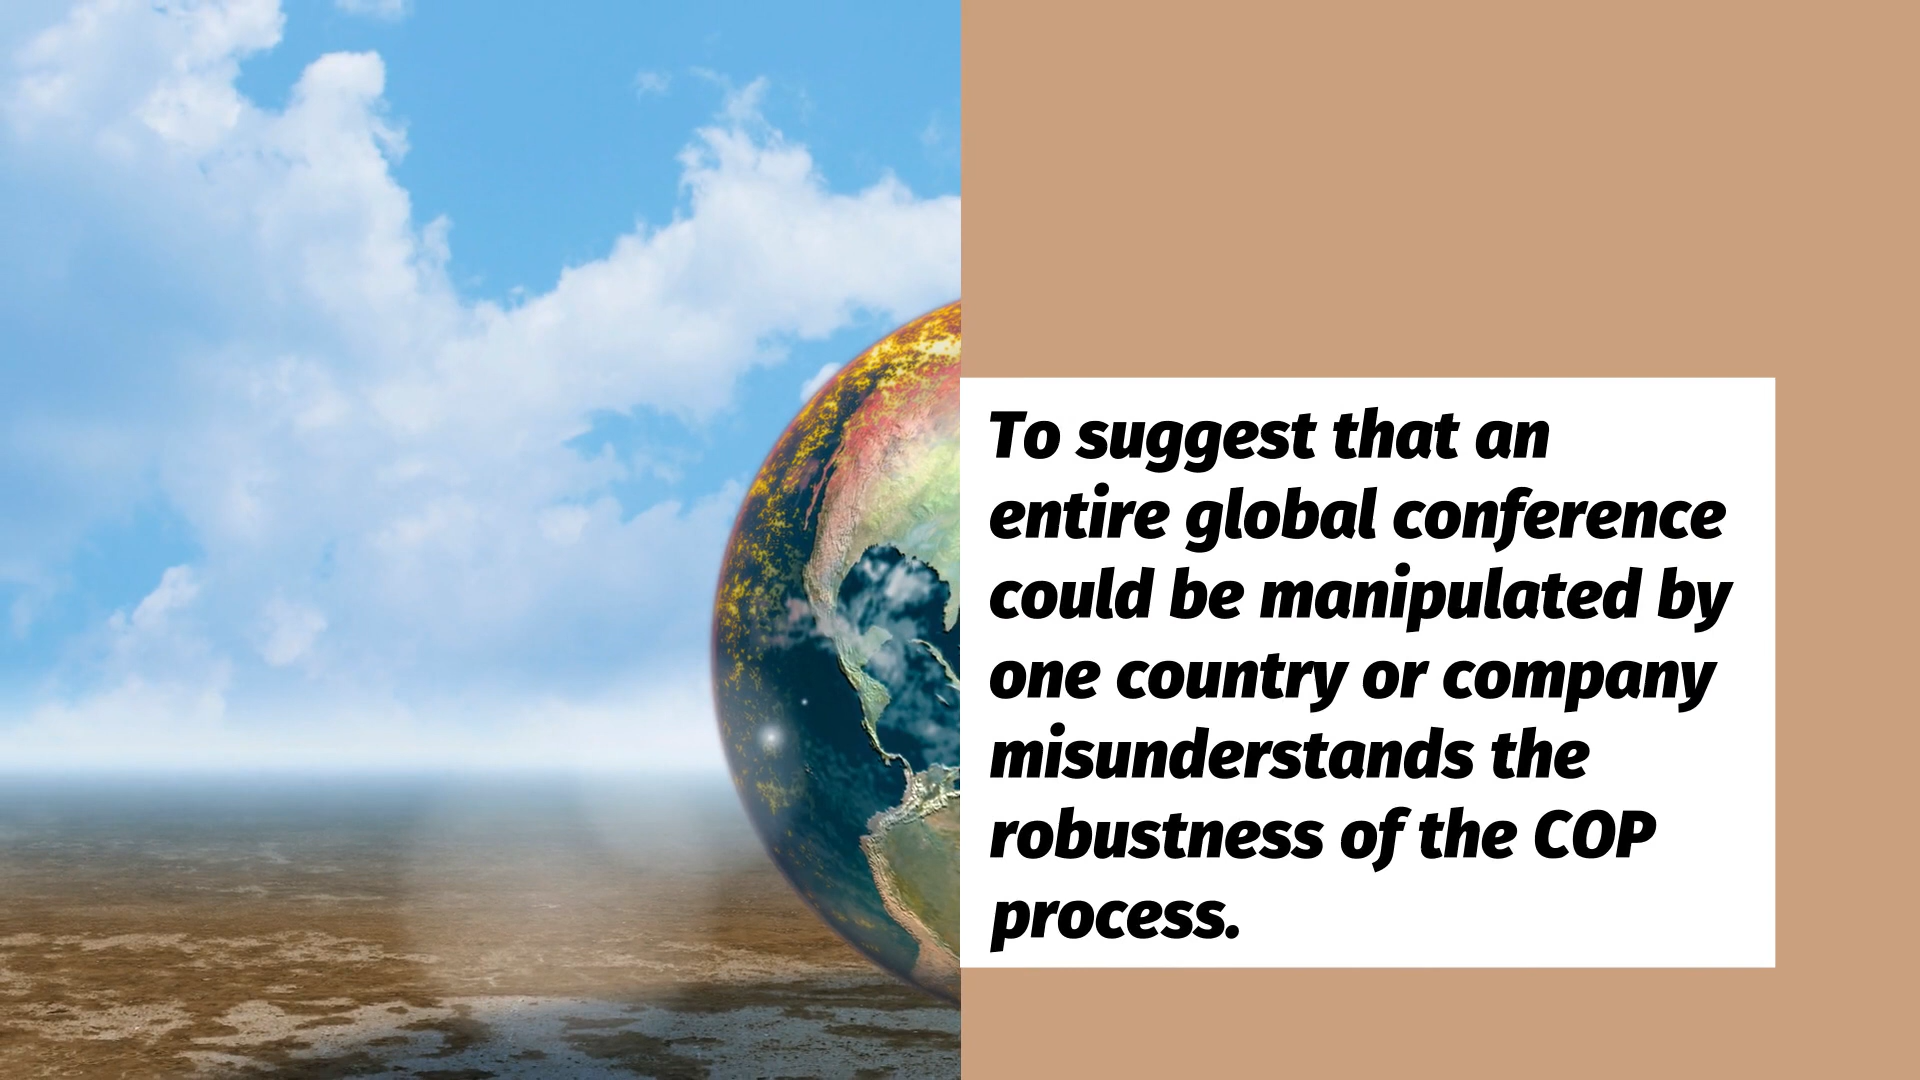 To suggest that an
entire global conference
could be manipulated by
one country or company
misunderstands the
robustness of the COP
process.